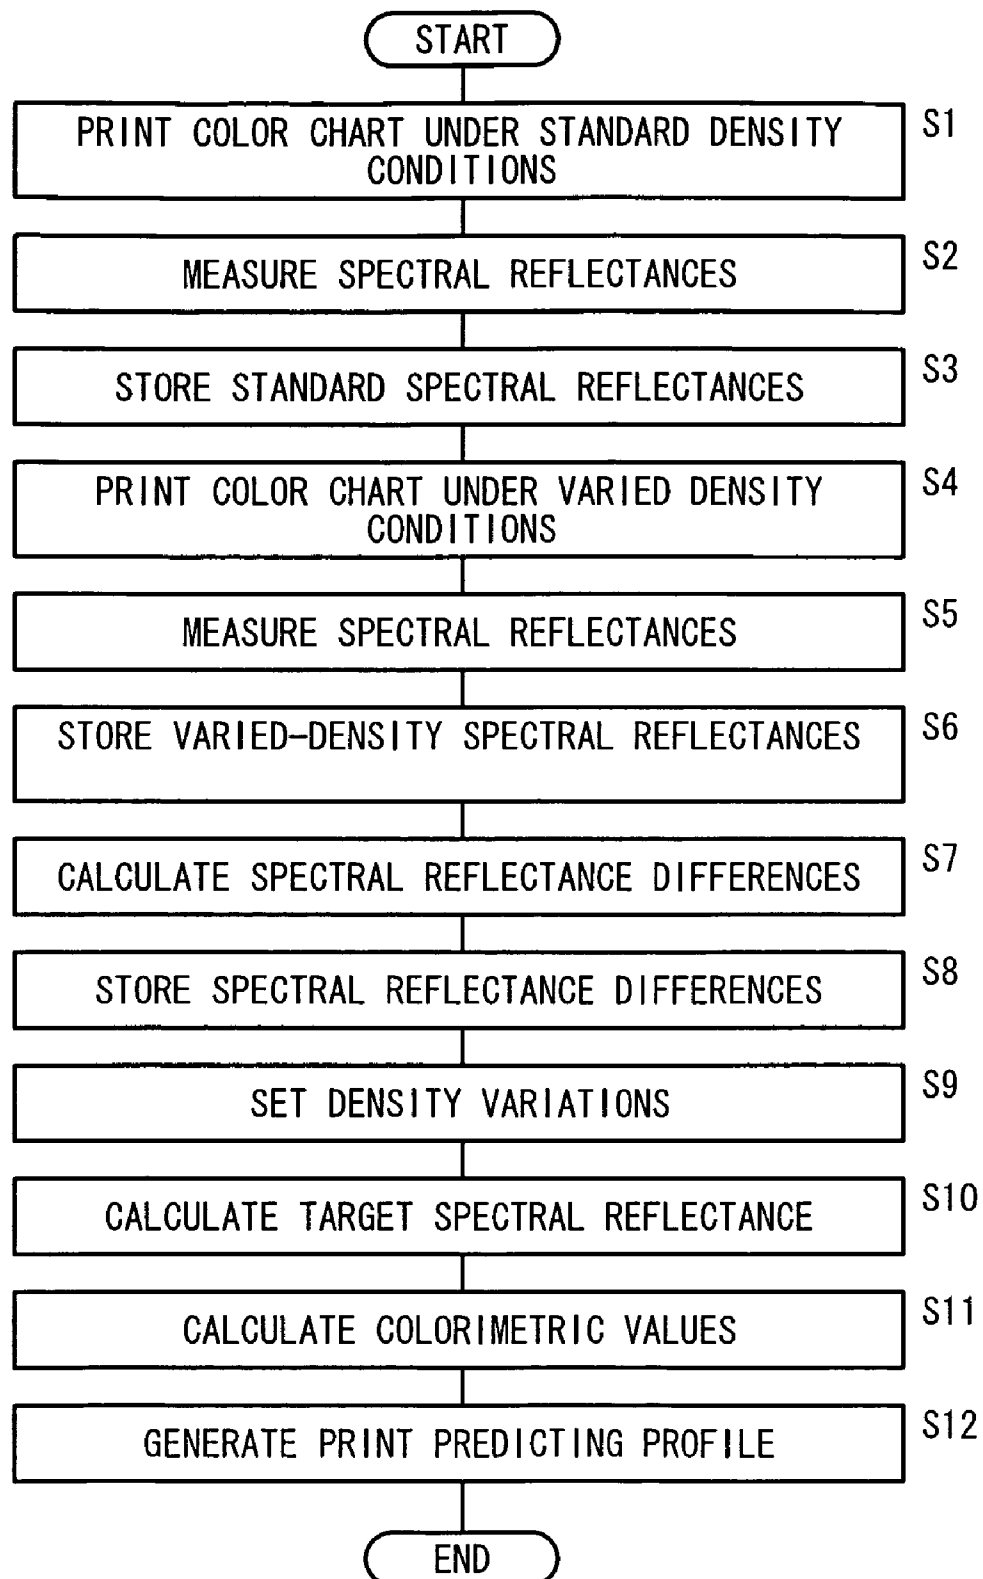 START
PRINT COLOR CHART UNDER STANDARD DENSITY
CONDITIONS
S1
MEASURE SPECTRAL REFLECTANCES
S2
STORE STANDARD SPECTRAL REFLECTANCES
S3
PRINT COLOR CHART UNDER VARIED DENSITY
CONDITIONS
S4
MEASURE SPECTRAL REFLECTANCES
S5
STORE VARIED-DENSITY SPECTRAL REFLECTANCES
S6
CALCULATE SPECTRAL REFLECTANCE DIFFERENCES
S7
STORE SPECTRAL REFLECTANCE DIFFERENCES
S8
SET DENSITY VARIATIONS
S9
CALCULATE TARGET SPECTRAL REFLECTANCE
S10
CALCULATE COLORIMETRIC VALUES
S11
GENERATE PRINT PREDICTING PROFILE
S12
END